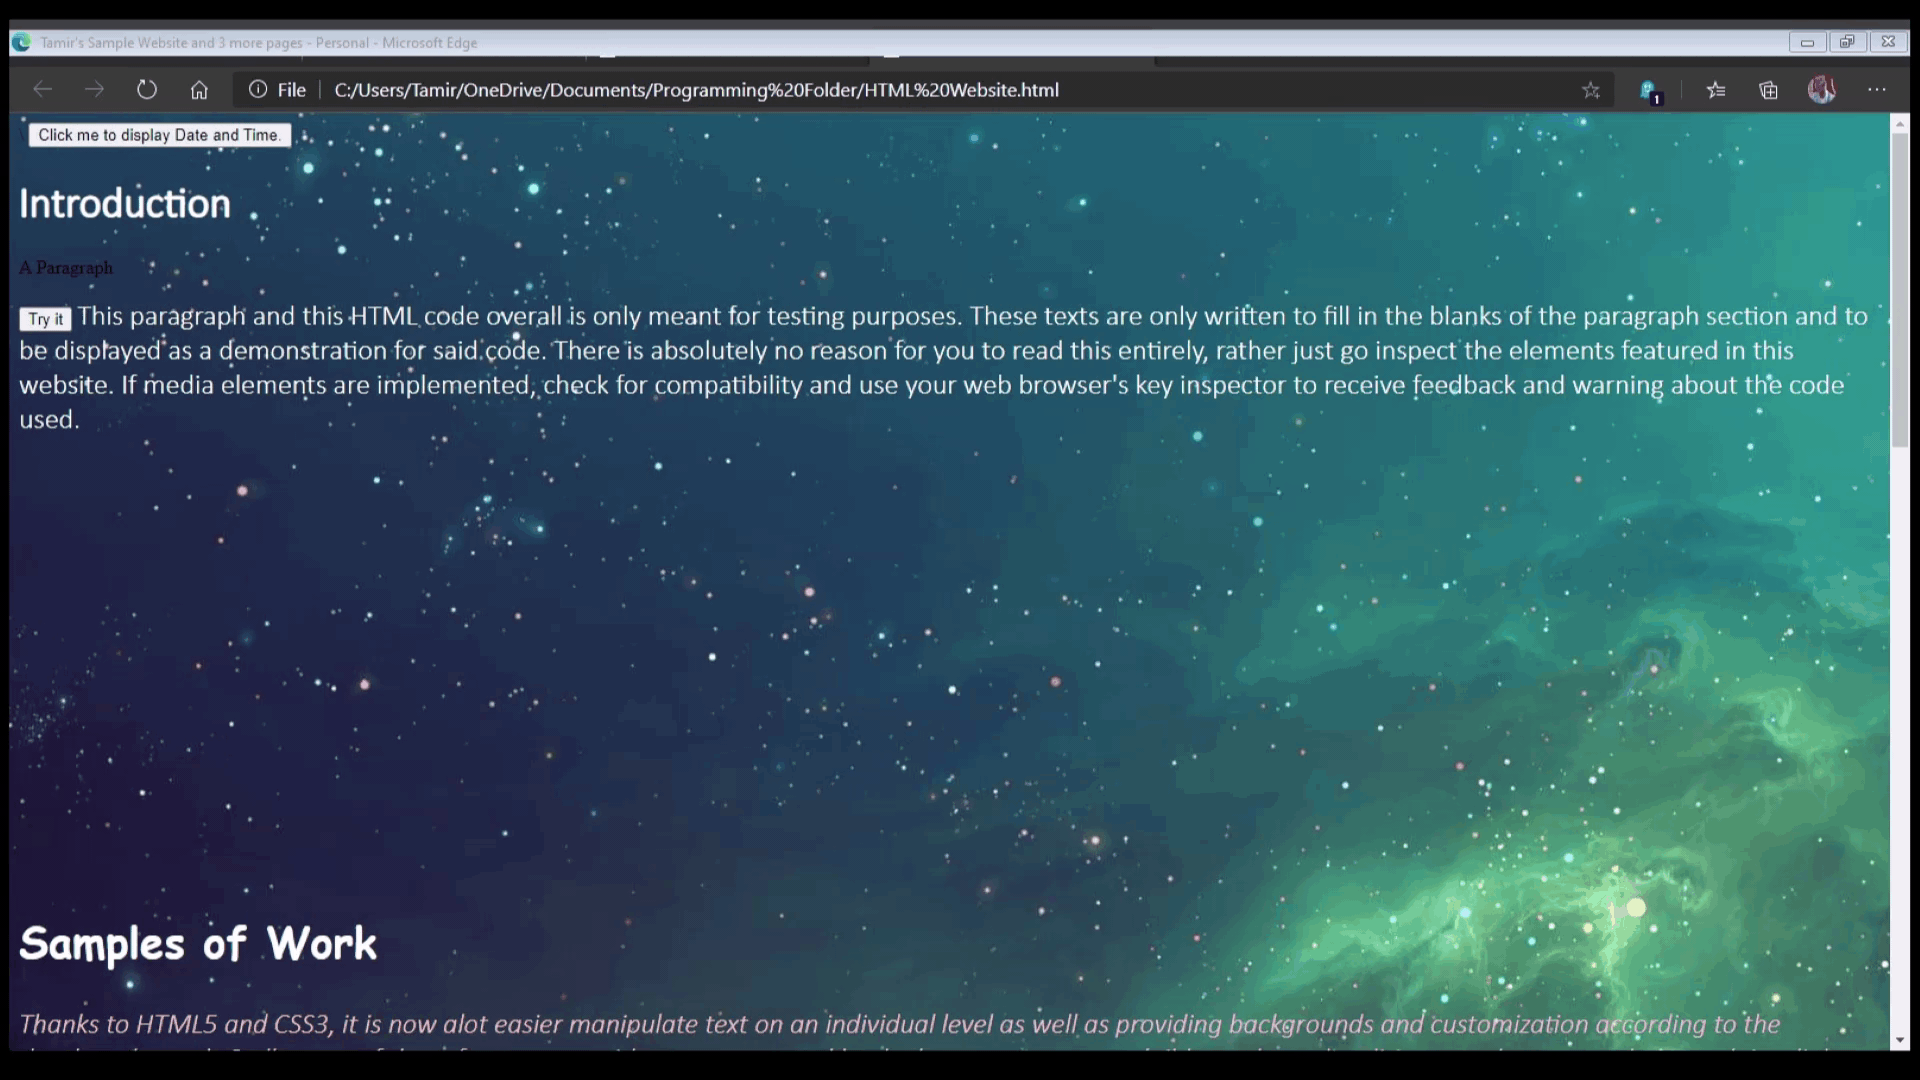 Tamir's Sample Website and 3 more pages - Personal - Microsoft Edge
File C:/Users/Tamir/OneDrive/Documents/Programming%20Folder/HTML%20Website.html
1
Click me to display Date and Time.
Introduction
A Paragraph
Try it This paragraph and this HTML code overall is only meant for testing purposes. These texts are only written to fill in the blanks of the paragraph section and to
be displayed as a demonstration for said code. There is absolutely no reason for you to read this entirely, rather just go inspect the elements featured in this
website. If media elements are implemented, check for compatibility and use your web browser's key inspector to receive feedback and warning about the code
used.
Samples of Work
Thanks to HTML5 and CSS3, it is now alot easier manipulate text on an individual level as well as providing backgrounds and customization according to the